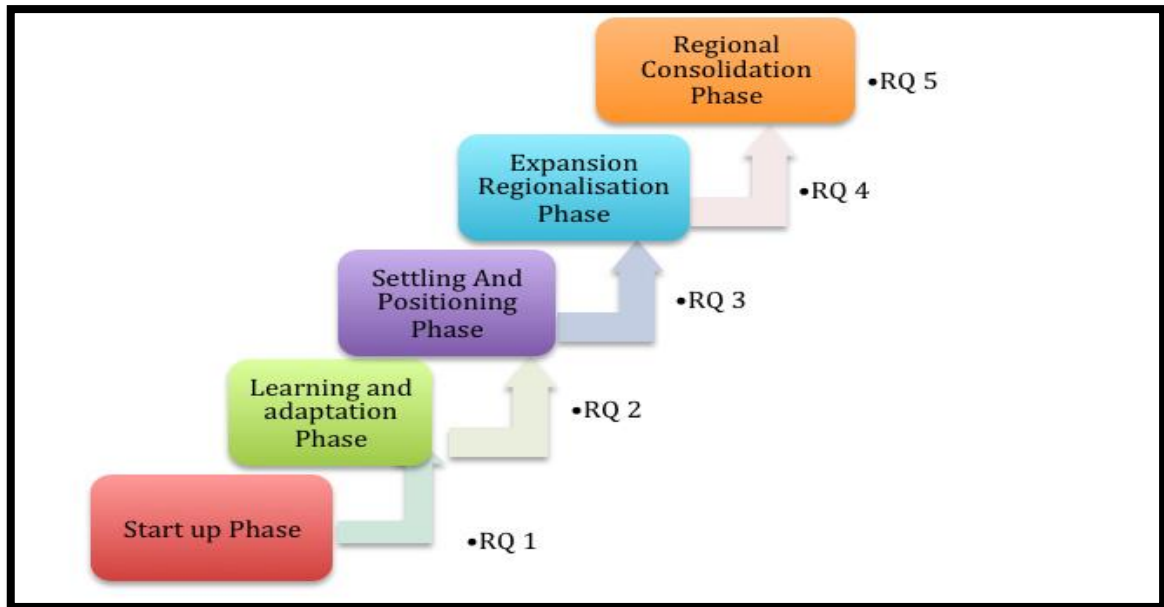 Regional
Consolidation
Phase
•RQ 5
Expansion
Regionalisation
Phase
•RQ 4
Settling And
Positioning
Phase
•RQ 3
Learning and
adaptation
Phase
•RQ 2
Start up Phase
•RQ 1